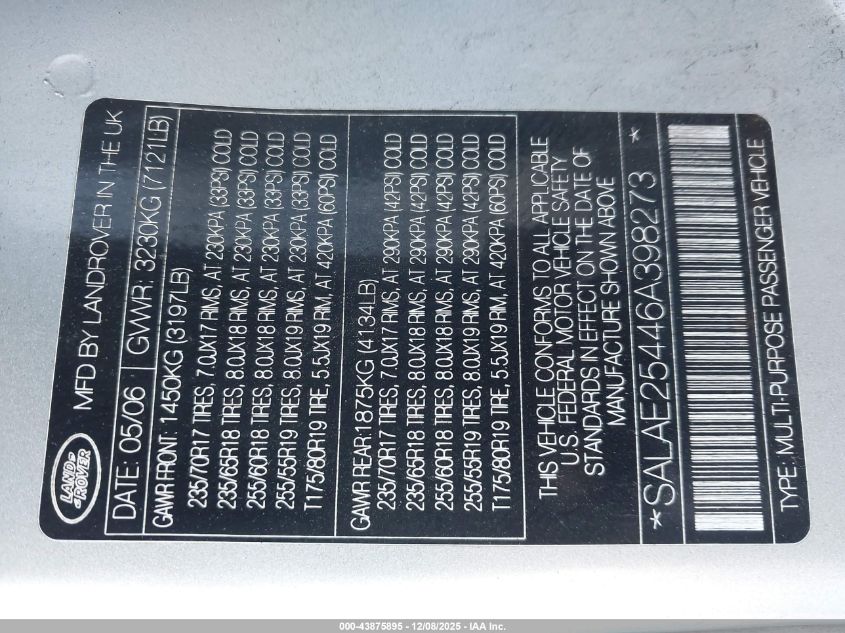 LAND ROVER
MFD BY LANDROVER IN THE UK
DATE: 05/06 GVWR: 3230KG (7121LB)
GAWR FRONT: 1450KG (3197LB)
235/70R17 TIRES, 7.0JX17 RIMS, AT 230KPA (33PSI) COLD
235/65R18 TIRES, 8.0JX18 RIMS, AT 230KPA (33PSI) COLD
255/60R18 TIRES, 8.0JX18 RIMS, AT 230KPA (33PSI) COLD
255/55R19 TIRES, 8.0JX19 RIMS, AT 230KPA (33PSI) COLD
T175/80R19 TIRE, 5.5JX19 RIM, AT 420KPA (60PSI) COLD
GAWR REAR:1875KG (4134LB)
235/70R17 TIRES, 7.0JX17 RIMS, AT 290KPA (42PSI) COLD
235/65R18 TIRES, 8.0JX18 RIMS, AT 290KPA (42PSI) COLD
255/60R18 TIRES, 8.0JX18 RIMS, AT 290KPA (42PSI) COLD
255/55R19 TIRES, 8.0JX19 RIMS, AT 290KPA (42PSI) COLD
T175/80R19 TIRE, 5.5JX19 RIM, AT 420KPA (60PSI) COLD
THIS VEHICLE CONFORMS TO ALL APPLICABLE
U.S. FEDERAL MOTOR VEHICLE SAFETY
STANDARDS IN EFFECT ON THE DATE OF
MANUFACTURE SHOWN ABOVE
*SALAE25446A398273 *
TYPE: MULTI-PURPOSE PASSENGER VEHICLE
000-43875895 - 12/08/2025 - IAA Inc.